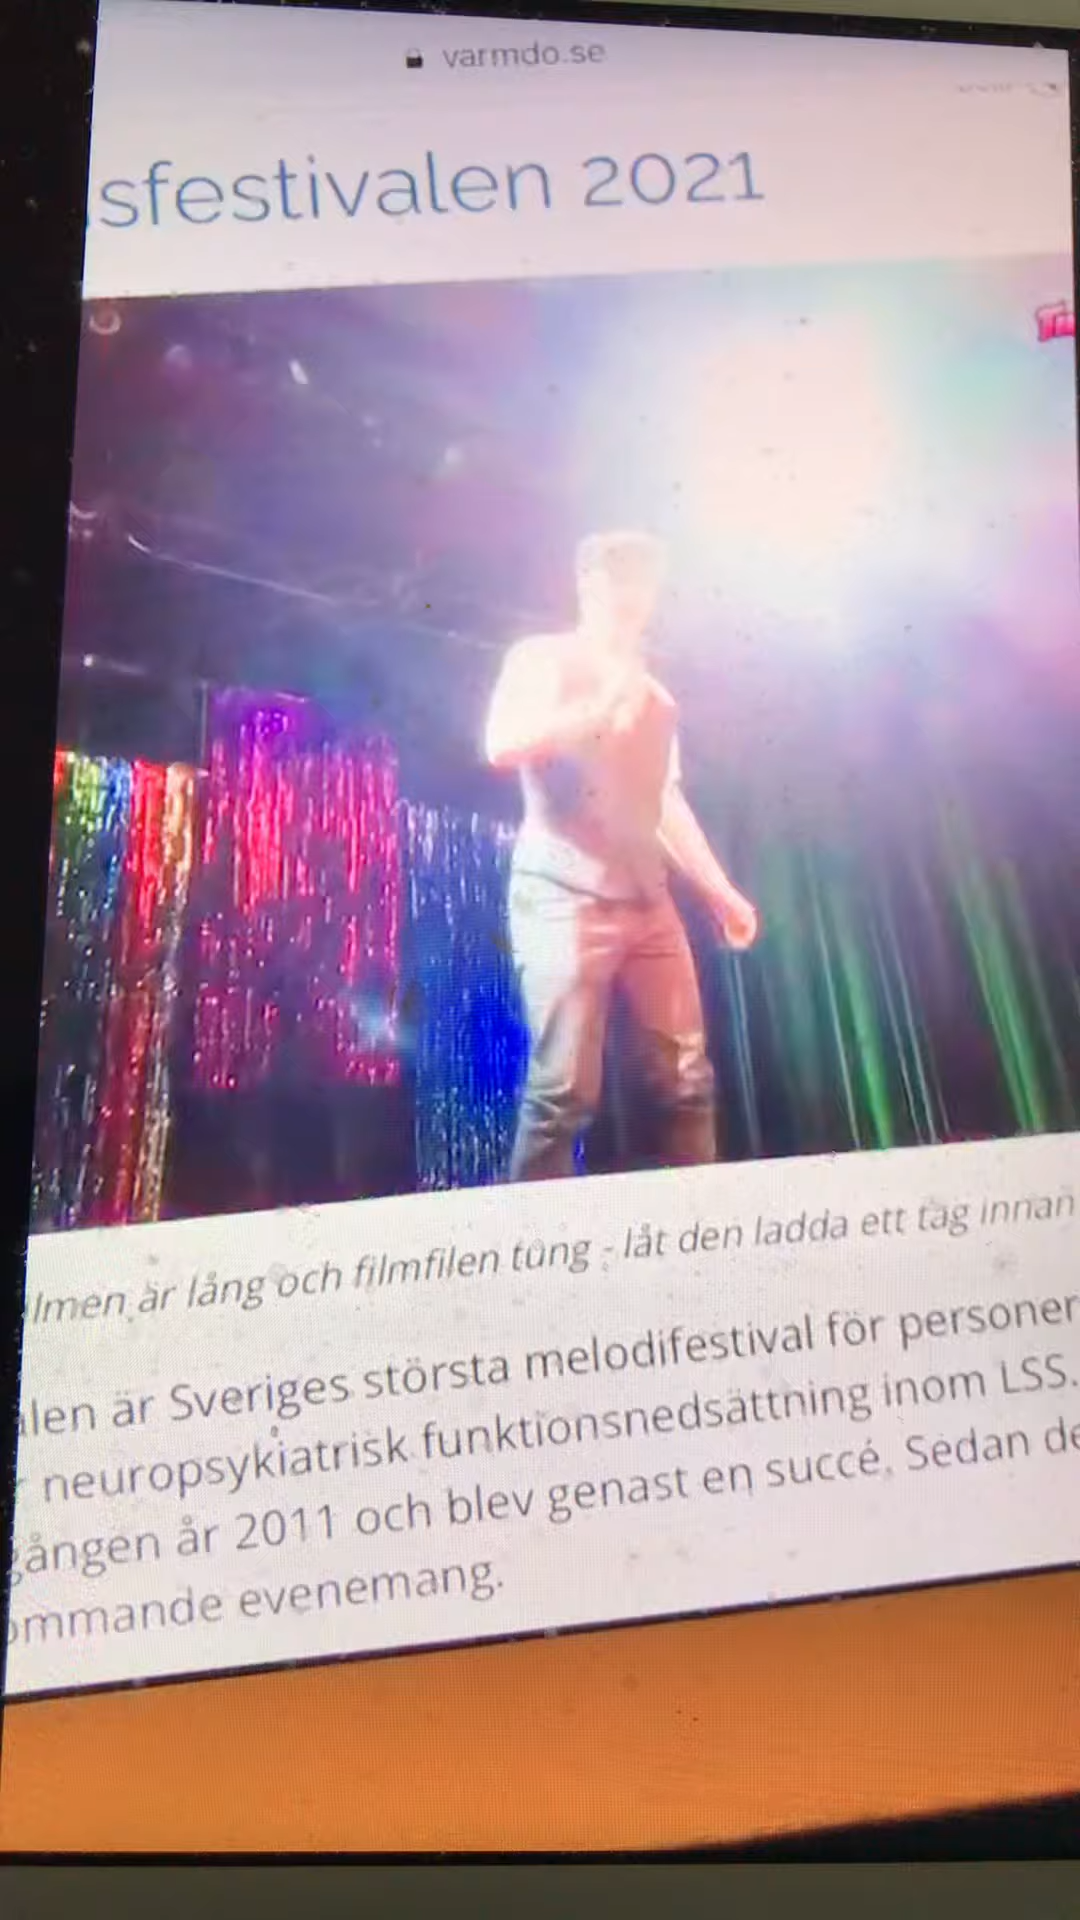 varmdo.se
sfestivalen 2021
lmen är lång och filmfilen tung - låt den ladda ett tag innan
len är Sveriges största melodifestival för personer
neuropsykiatrisk funktionsnedsättning inom LSS.
gången år 2011 och blev genast en succé. Sedan de
ommande evenemang.